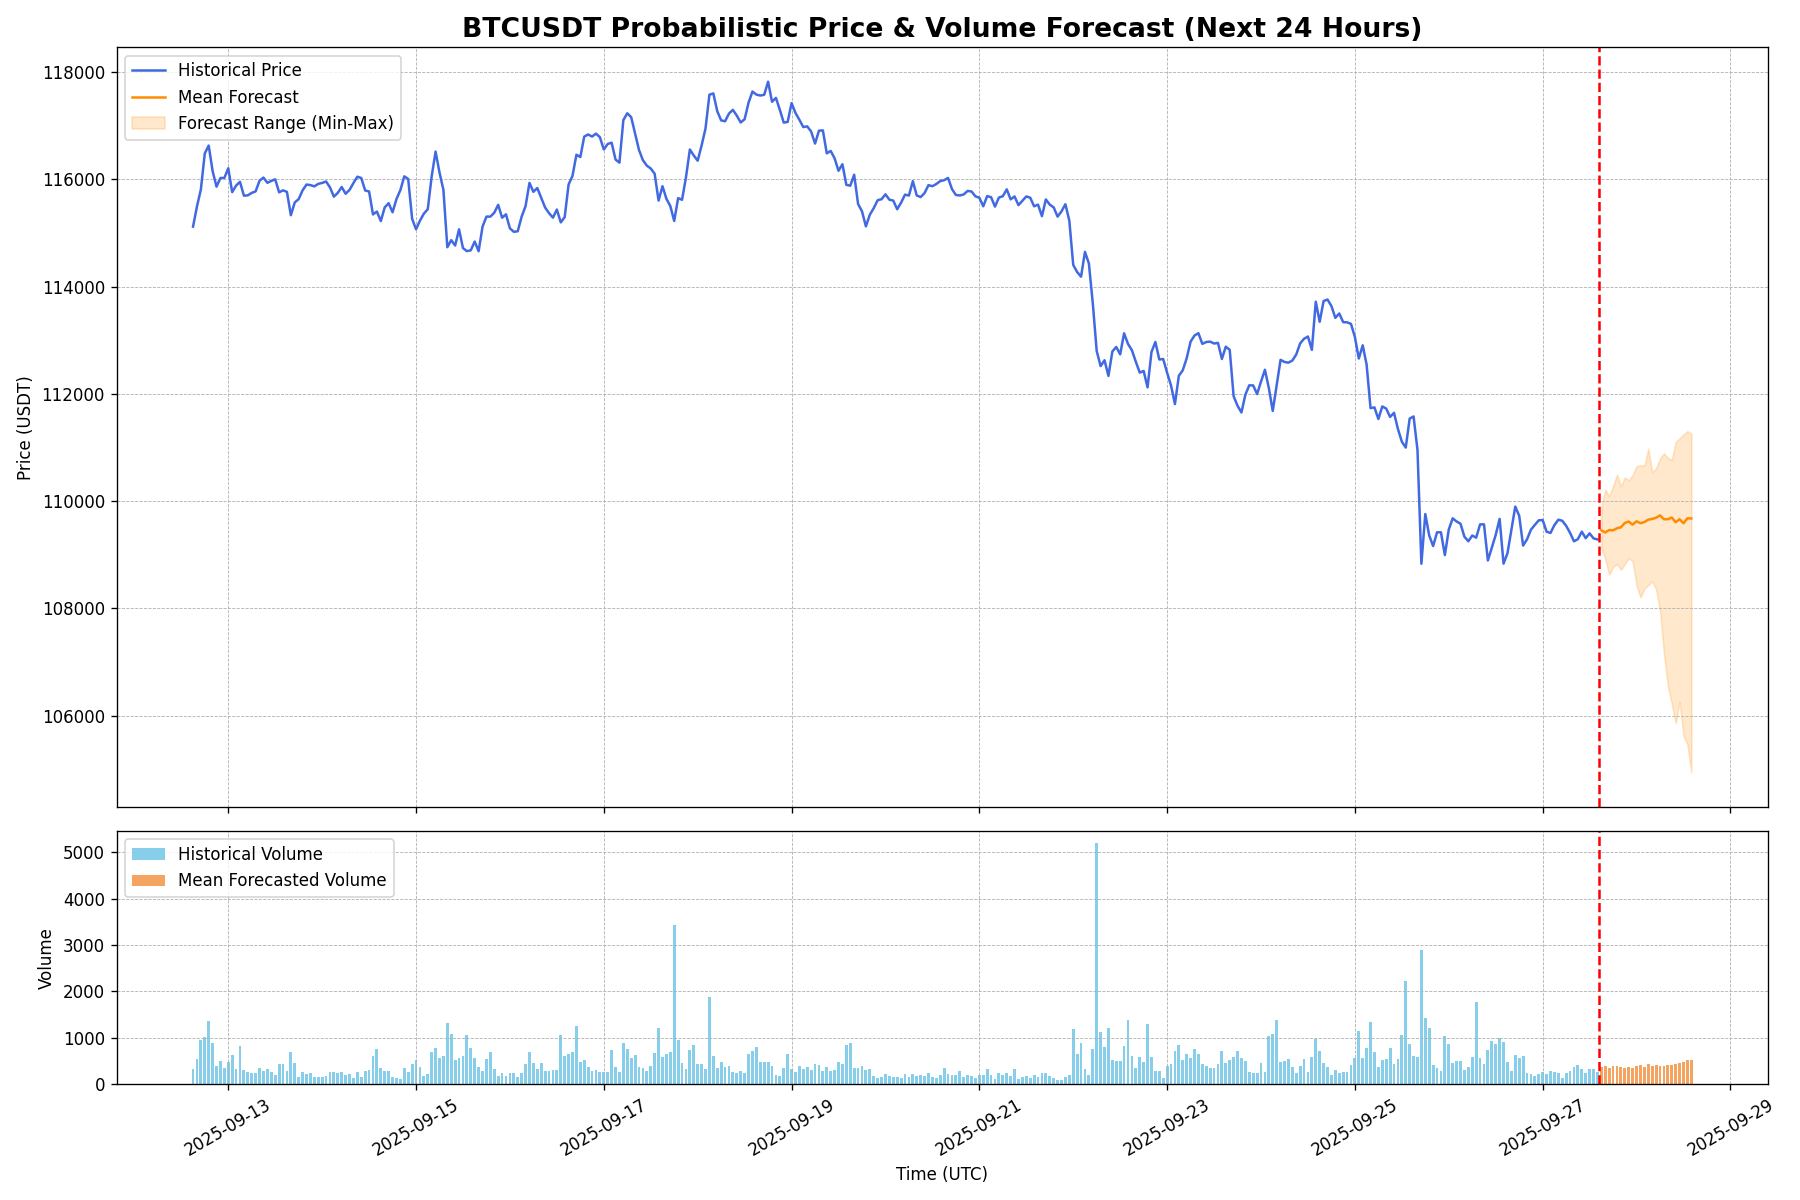 BTCUSDT Probabilistic Price & Volume Forecast (Next 24 Hours)
Historical Price
Mean Forecast
Forecast Range (Min-Max)
118000
116000
114000
112000
110000
108000
106000
Price (USDT)
Historical Volume
Mean Forecasted Volume
5000
4000
3000
2000
1000
0
Volume
2025-09-13
2025-09-15
2025-09-17
2025-09-19
2025-09-21
2025-09-23
2025-09-25
2025-09-27
2025-09-29
Time (UTC)